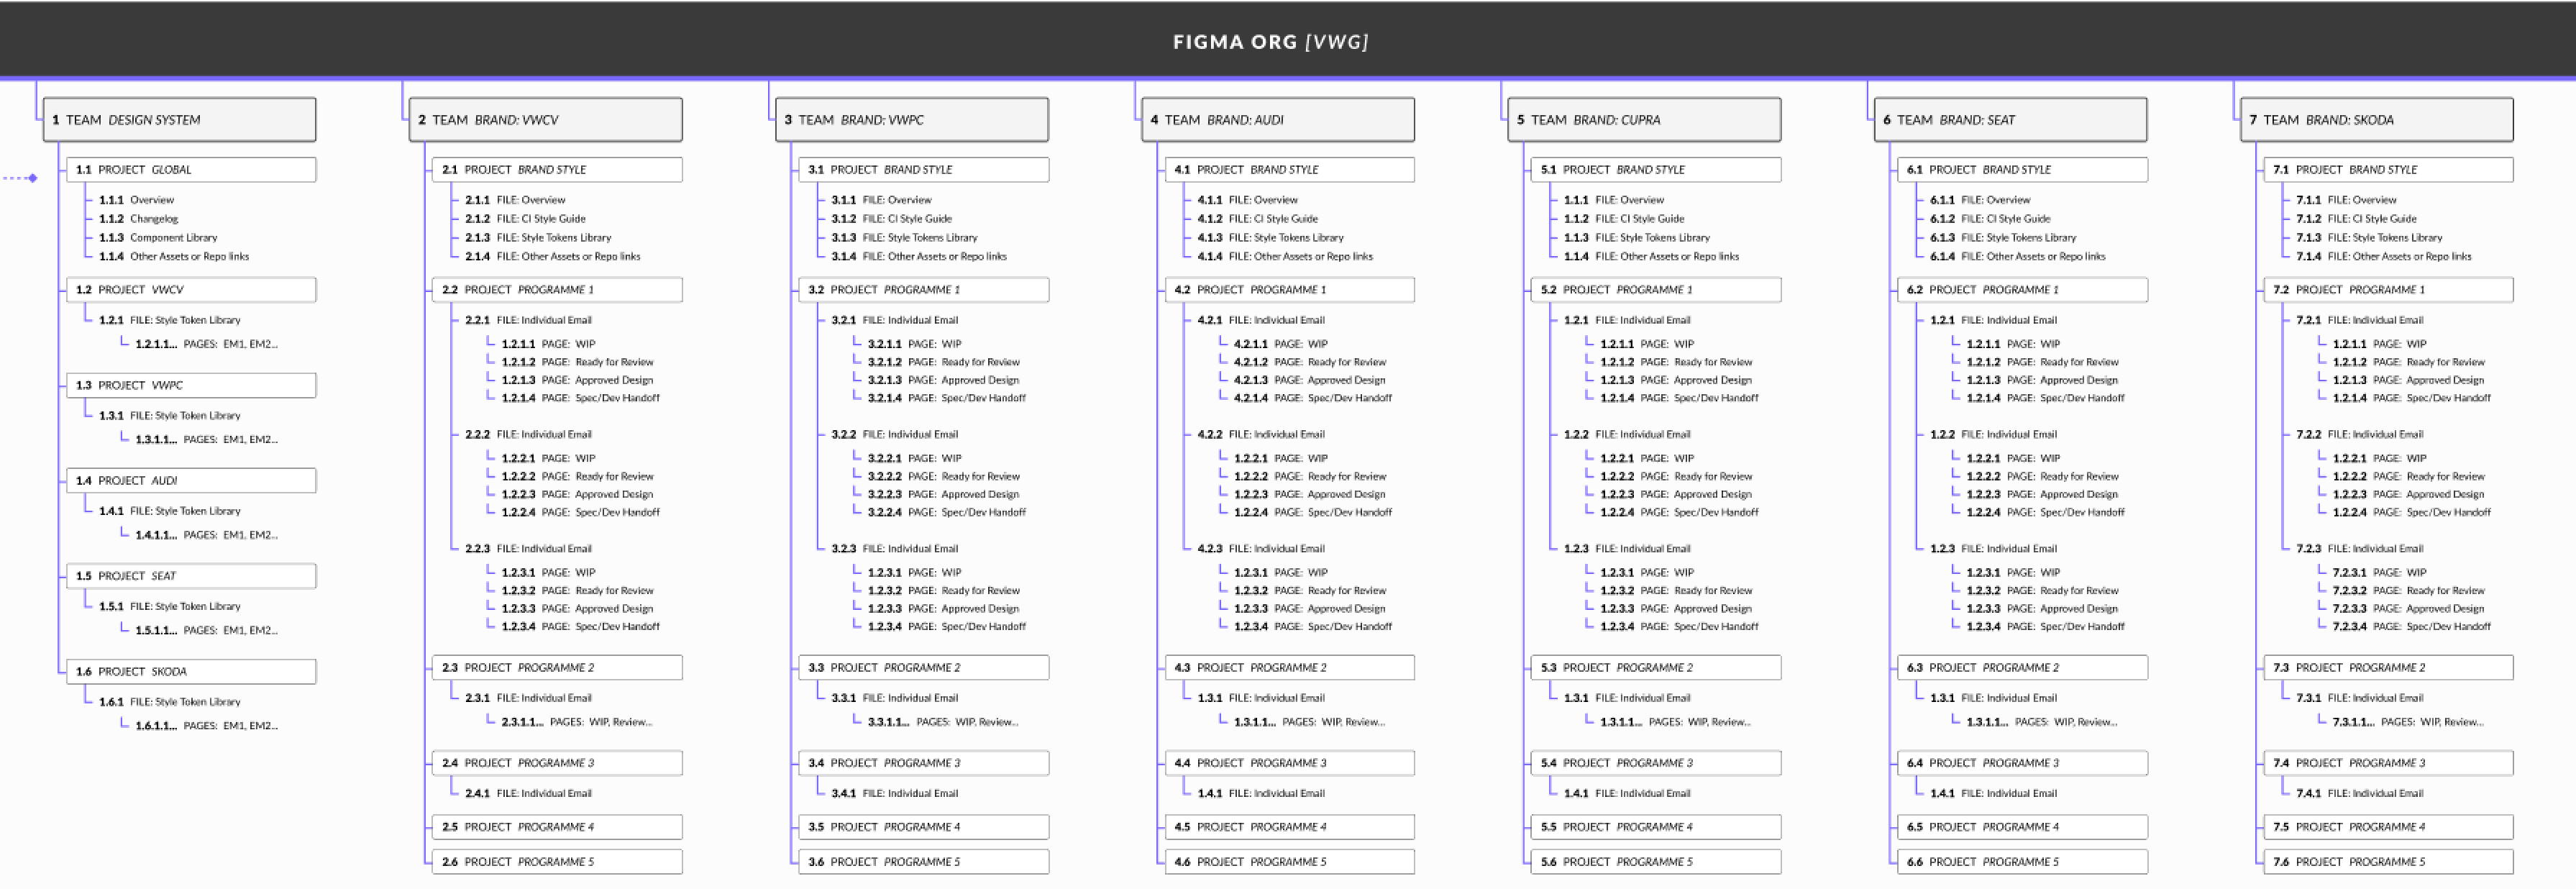 FIGMA ORG [VWG]
1 TEAM DESIGN SYSTEM
1.1 PROJECT GLOBAL
1.1.1 Overview
1.1.2 Changelog
1.1.3 Component Library
1.1.4 Other Assets or Repo links
1.2 PROJECT VWCV
1.2.1 FILE: Style Token Library
1.2.1.1... PAGES: EM1, EM2...
1.3 PROJECT VWPC
1.3.1 FILE: Style Token Library
1.3.1.1... PAGES: EM1, EM2...
1.4 PROJECT AUDI
1.4.1 FILE: Style Token Library
1.4.1.1... PAGES: EM1, EM2...
1.5 PROJECT SEAT
1.5.1 FILE: Style Token Library
1.5.1.1... PAGES: EM1, EM2...
1.6 PROJECT SKODA
1.6.1 FILE: Style Token Library
1.6.1.1... PAGES: EM1, EM2...
2 TEAM BRAND: VWCV
2.1 PROJECT BRAND STYLE
2.1.1 FILE: Overview
2.1.2 FILE: CI Style Guide
2.1.3 FILE: Style Tokens Library
2.1.4 FILE: Other Assets or Repo links
2.2 PROJECT PROGRAMME 1
2.2.1 FILE: Individual Email
1.2.1.1 PAGE: WIP
1.2.1.2 PAGE: Ready for Review
1.2.1.3 PAGE: Approved Design
1.2.1.4 PAGE: Spec/Dev Handoff
2.2.2 FILE: Individual Email
1.2.2.1 PAGE: WIP
1.2.2.2 PAGE: Ready for Review
1.2.2.3 PAGE: Approved Design
1.2.2.4 PAGE: Spec/Dev Handoff
2.2.3 FILE: Individual Email
1.2.3.1 PAGE: WIP
1.2.3.2 PAGE: Ready for Review
1.2.3.3 PAGE: Approved Design
1.2.3.4 PAGE: Spec/Dev Handoff
2.3 PROJECT PROGRAMME 2
2.3.1 FILE: Individual Email
2.3.1.1... PAGES: WIP, Review...
2.4 PROJECT PROGRAMME 3
2.4.1 FILE: Individual Email
2.5 PROJECT PROGRAMME 4
2.6 PROJECT PROGRAMME 5
3 TEAM BRAND: VWPC
3.1 PROJECT BRAND STYLE
3.1.1 FILE: Overview
3.1.2 FILE: CI Style Guide
3.1.3 FILE: Style Tokens Library
3.1.4 FILE: Other Assets or Repo links
3.2 PROJECT PROGRAMME 1
3.2.1 FILE: Individual Email
3.2.1.1 PAGE: WIP
3.2.1.2 PAGE: Ready for Review
3.2.1.3 PAGE: Approved Design
3.2.1.4 PAGE: Spec/Dev Handoff
3.2.2 FILE: Individual Email
3.2.2.1 PAGE: WIP
3.2.2.2 PAGE: Ready for Review
3.2.2.3 PAGE: Approved Design
3.2.2.4 PAGE: Spec/Dev Handoff
3.2.3 FILE: Individual Email
1.2.3.1 PAGE: WIP
1.2.3.2 PAGE: Ready for Review
1.2.3.3 PAGE: Approved Design
1.2.3.4 PAGE: Spec/Dev Handoff
3.3 PROJECT PROGRAMME 2
3.3.1 FILE: Individual Email
3.3.1.1... PAGES: WIP, Review...
3.4 PROJECT PROGRAMME 3
3.4.1 FILE: Individual Email
3.5 PROJECT PROGRAMME 4
3.6 PROJECT PROGRAMME 5
4 TEAM BRAND: AUDI
4.1 PROJECT BRAND STYLE
4.1.1 FILE: Overview
4.1.2 FILE: CI Style Guide
4.1.3 FILE: Style Tokens Library
4.1.4 FILE: Other Assets or Repo links
4.2 PROJECT PROGRAMME 1
4.2.1 FILE: Individual Email
4.2.1.1 PAGE: WIP
4.2.1.2 PAGE: Ready for Review
4.2.1.3 PAGE: Approved Design
4.2.1.4 PAGE: Spec/Dev Handoff
4.2.2 FILE: Individual Email
1.2.2.1 PAGE: WIP
1.2.2.2 PAGE: Ready for Review
1.2.2.3 PAGE: Approved Design
1.2.2.4 PAGE: Spec/Dev Handoff
4.2.3 FILE: Individual Email
1.2.3.1 PAGE: WIP
1.2.3.2 PAGE: Ready for Review
1.2.3.3 PAGE: Approved Design
1.2.3.4 PAGE: Spec/Dev Handoff
4.3 PROJECT PROGRAMME 2
1.3.1 FILE: Individual Email
1.3.1.1... PAGES: WIP, Review...
4.4 PROJECT PROGRAMME 3
1.4.1 FILE: Individual Email
4.5 PROJECT PROGRAMME 4
4.6 PROJECT PROGRAMME 5
5 TEAM BRAND: CUPRA
5.1 PROJECT BRAND STYLE
1.1.1 FILE: Overview
1.1.2 FILE: CI Style Guide
1.1.3 FILE: Style Tokens Library
1.1.4 FILE: Other Assets or Repo links
5.2 PROJECT PROGRAMME 1
1.2.1 FILE: Individual Email
1.2.1.1 PAGE: WIP
1.2.1.2 PAGE: Ready for Review
1.2.1.3 PAGE: Approved Design
1.2.1.4 PAGE: Spec/Dev Handoff
1.2.2 FILE: Individual Email
1.2.2.1 PAGE: WIP
1.2.2.2 PAGE: Ready for Review
1.2.2.3 PAGE: Approved Design
1.2.2.4 PAGE: Spec/Dev Handoff
1.2.3 FILE: Individual Email
1.2.3.1 PAGE: WIP
1.2.3.2 PAGE: Ready for Review
1.2.3.3 PAGE: Approved Design
1.2.3.4 PAGE: Spec/Dev Handoff
5.3 PROJECT PROGRAMME 2
1.3.1 FILE: Individual Email
1.3.1.1... PAGES: WIP, Review...
5.4 PROJECT PROGRAMME 3
1.4.1 FILE: Individual Email
5.5 PROJECT PROGRAMME 4
5.6 PROJECT PROGRAMME 5
6 TEAM BRAND: SEAT
6.1 PROJECT BRAND STYLE
6.1.1 FILE: Overview
6.1.2 FILE: CI Style Guide
6.1.3 FILE: Style Tokens Library
6.1.4 FILE: Other Assets or Repo links
6.2 PROJECT PROGRAMME 1
1.2.1 FILE: Individual Email
1.2.1.1 PAGE: WIP
1.2.1.2 PAGE: Ready for Review
1.2.1.3 PAGE: Approved Design
1.2.1.4 PAGE: Spec/Dev Handoff
1.2.2 FILE: Individual Email
1.2.2.1 PAGE: WIP
1.2.2.2 PAGE: Ready for Review
1.2.2.3 PAGE: Approved Design
1.2.2.4 PAGE: Spec/Dev Handoff
1.2.3 FILE: Individual Email
1.2.3.1 PAGE: WIP
1.2.3.2 PAGE: Ready for Review
1.2.3.3 PAGE: Approved Design
1.2.3.4 PAGE: Spec/Dev Handoff
6.3 PROJECT PROGRAMME 2
1.3.1 FILE: Individual Email
1.3.1.1... PAGES: WIP, Review...
6.4 PROJECT PROGRAMME 3
1.4.1 FILE: Individual Email
6.5 PROJECT PROGRAMME 4
6.6 PROJECT PROGRAMME 5
7 TEAM BRAND: SKODA
7.1 PROJECT BRAND STYLE
7.1.1 FILE: Overview
7.1.2 FILE: CI Style Guide
7.1.3 FILE: Style Tokens Library
7.1.4 FILE: Other Assets or Repo links
7.2 PROJECT PROGRAMME 1
7.2.1 FILE: Individual Email
1.2.1.1 PAGE: WIP
1.2.1.2 PAGE: Ready for Review
1.2.1.3 PAGE: Approved Design
1.2.1.4 PAGE: Spec/Dev Handoff
7.2.2 FILE: Individual Email
1.2.2.1 PAGE: WIP
1.2.2.2 PAGE: Ready for Review
1.2.2.3 PAGE: Approved Design
1.2.2.4 PAGE: Spec/Dev Handoff
7.2.3 FILE: Individual Email
7.2.3.1 PAGE: WIP
7.2.3.2 PAGE: Ready for Review
7.2.3.3 PAGE: Approved Design
7.2.3.4 PAGE: Spec/Dev Handoff
7.3 PROJECT PROGRAMME 2
7.3.1 FILE: Individual Email
7.3.1.1... PAGES: WIP, Review...
7.4 PROJECT PROGRAMME 3
7.4.1 FILE: Individual Email
7.5 PROJECT PROGRAMME 4
7.6 PROJECT PROGRAMME 5